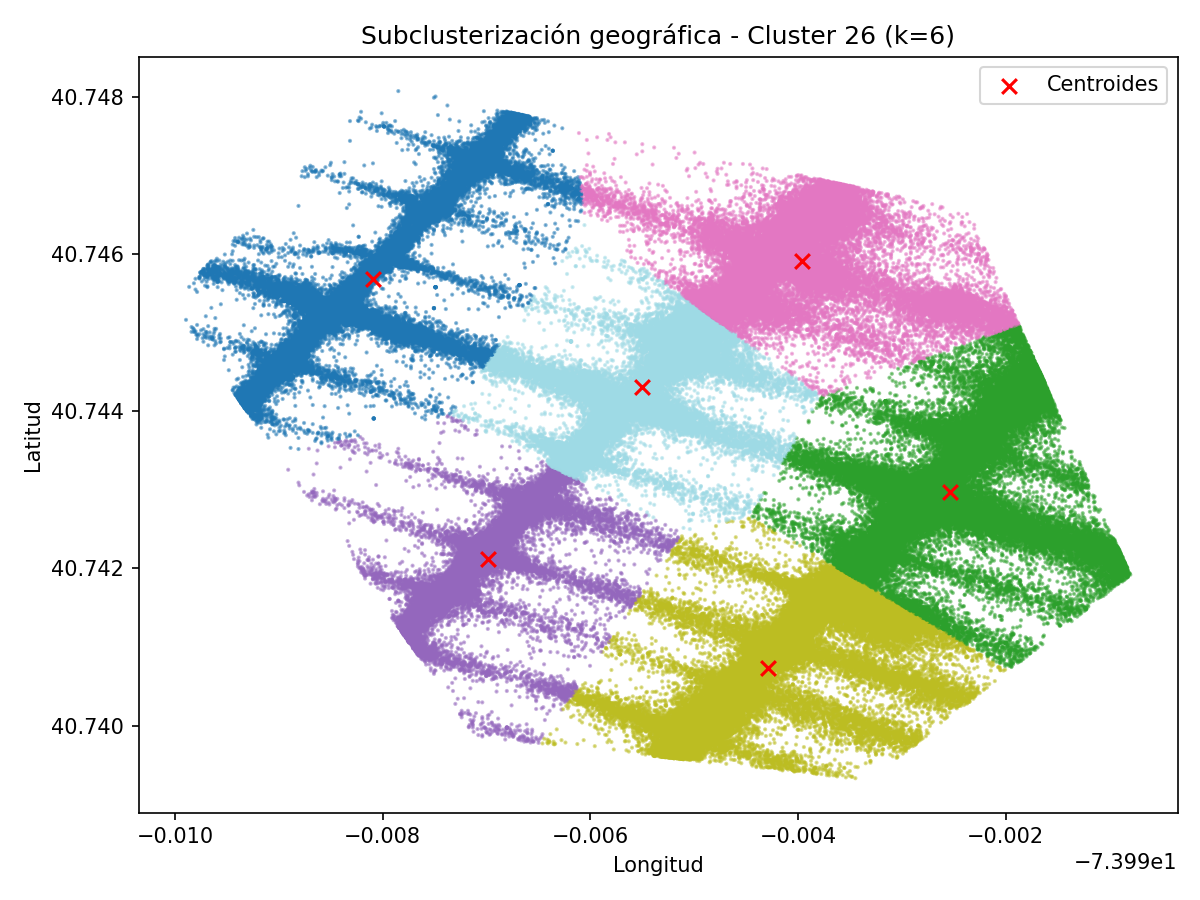 Subclusterización geográfica - Cluster 26 (k=6)
Centroides
40.748
40.746
40.744
40.742
40.740
Latitud
−0.010
−0.008
−0.006
−0.004
−0.002
−7.399e1
Longitud